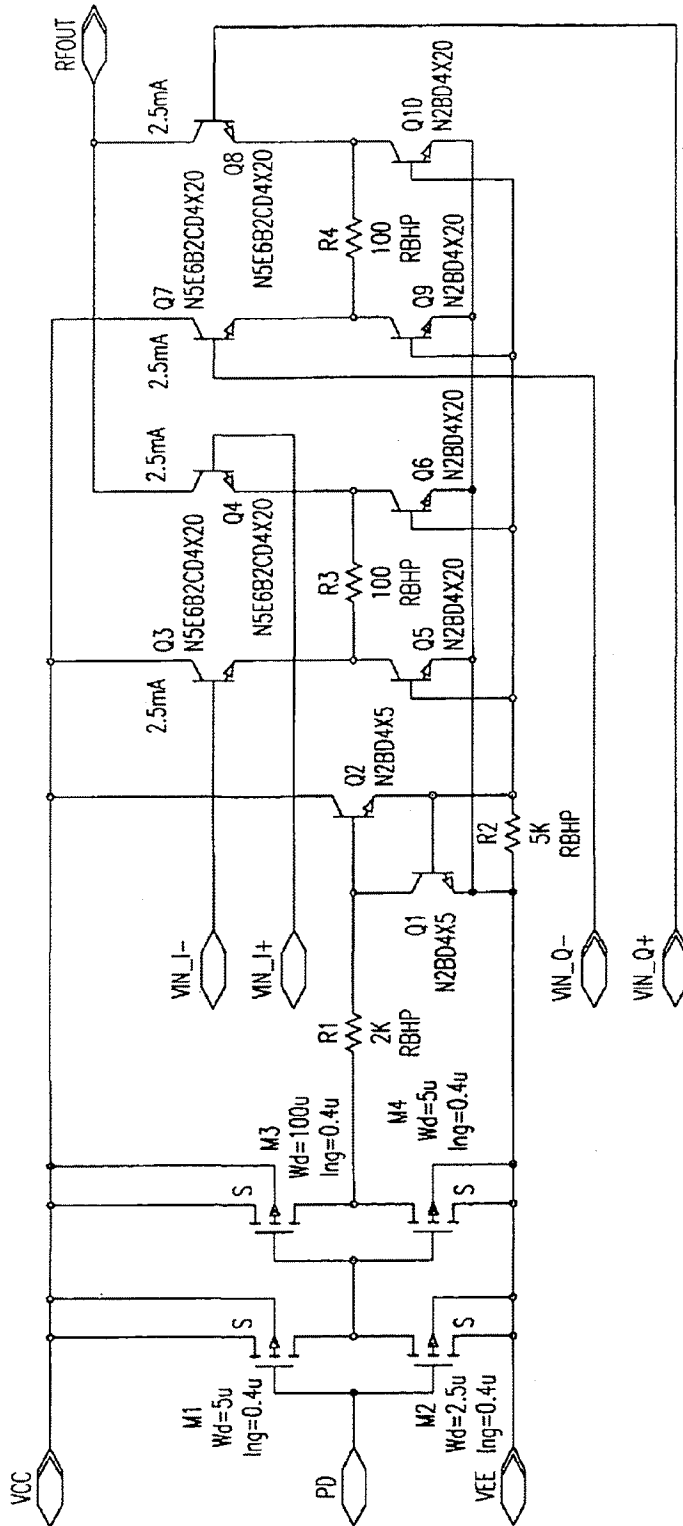 VCC
PD
VEE
M1
Wd=5u
lng=0.4u
S
M2
Wd=2.5u
lng=0.4u
S
M3
Wd=100u
lng=0.4u
S
M4
Wd=5u
lng=0.4u
S
R1
2K
RBHP
VIN_I-
VIN_I+
VIN_Q-
VIN_Q+
Q1
N2BD4X5
Q2
N2BD4X5
R2
5K
RBHP
2.5mA
Q3
N5E6B2CD4X20
2.5mA
Q4
N5E6B2CD4X20
R3
100
RBHP
Q5
N2BD4X20
Q6
N2BD4X20
2.5mA
Q7
N5E6B2CD4X20
2.5mA
Q8
N5E6B2CD4X20
R4
100
RBHP
Q9
N2BD4X20
Q10
N2BD4X20
RFOUT